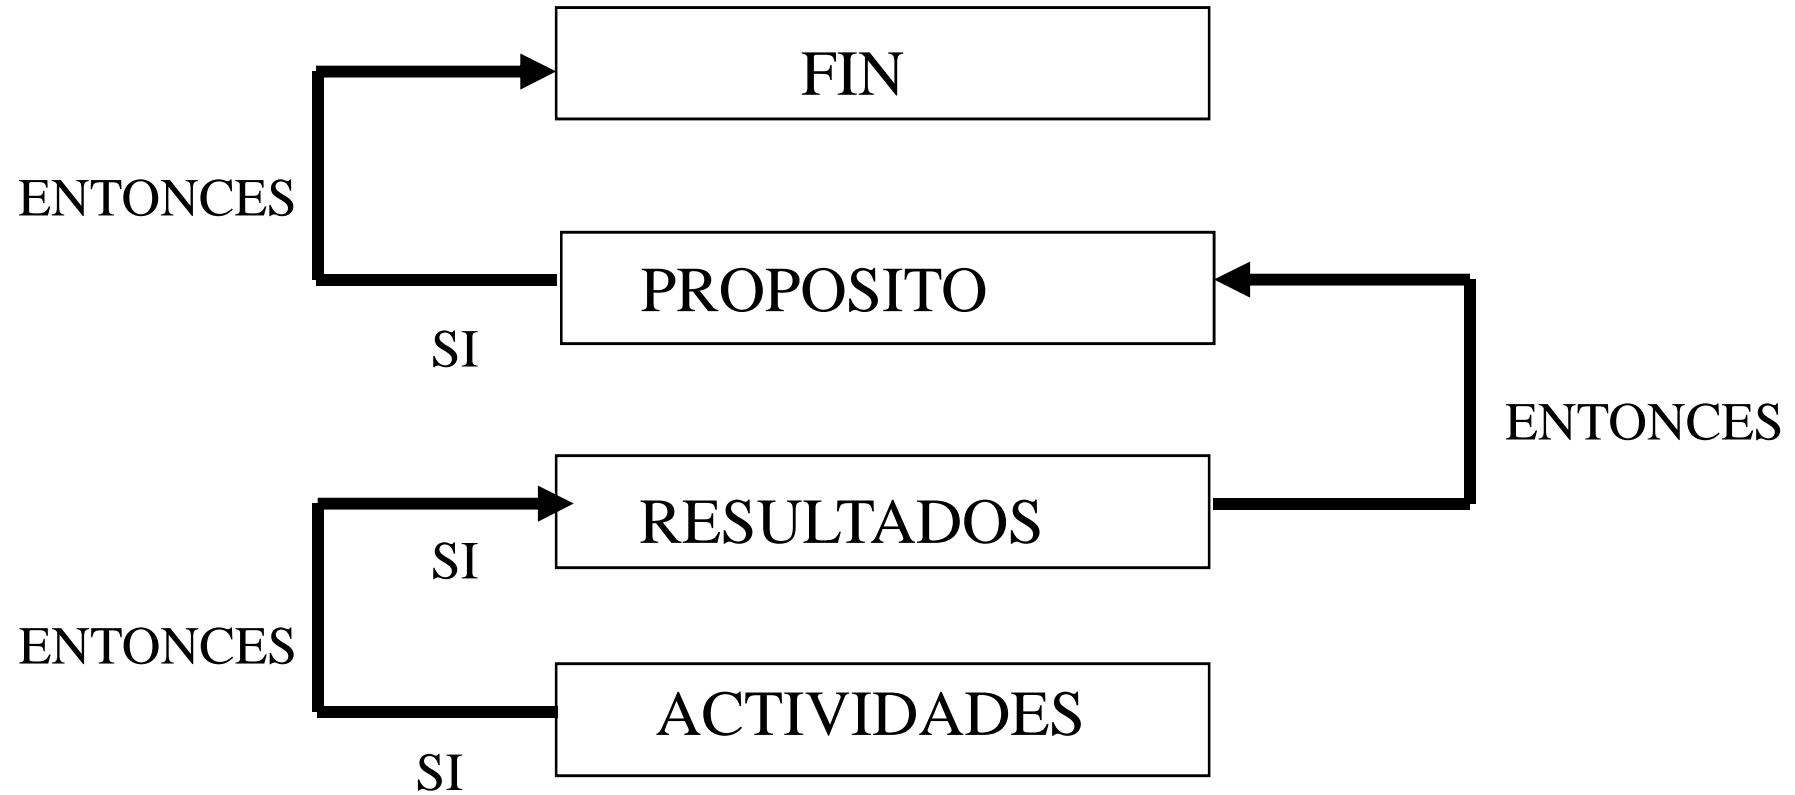 FIN
ENTONCES
PROPOSITO
SI
ENTONCES
RESULTADOS
SI
ENTONCES
ACTIVIDADES
SI